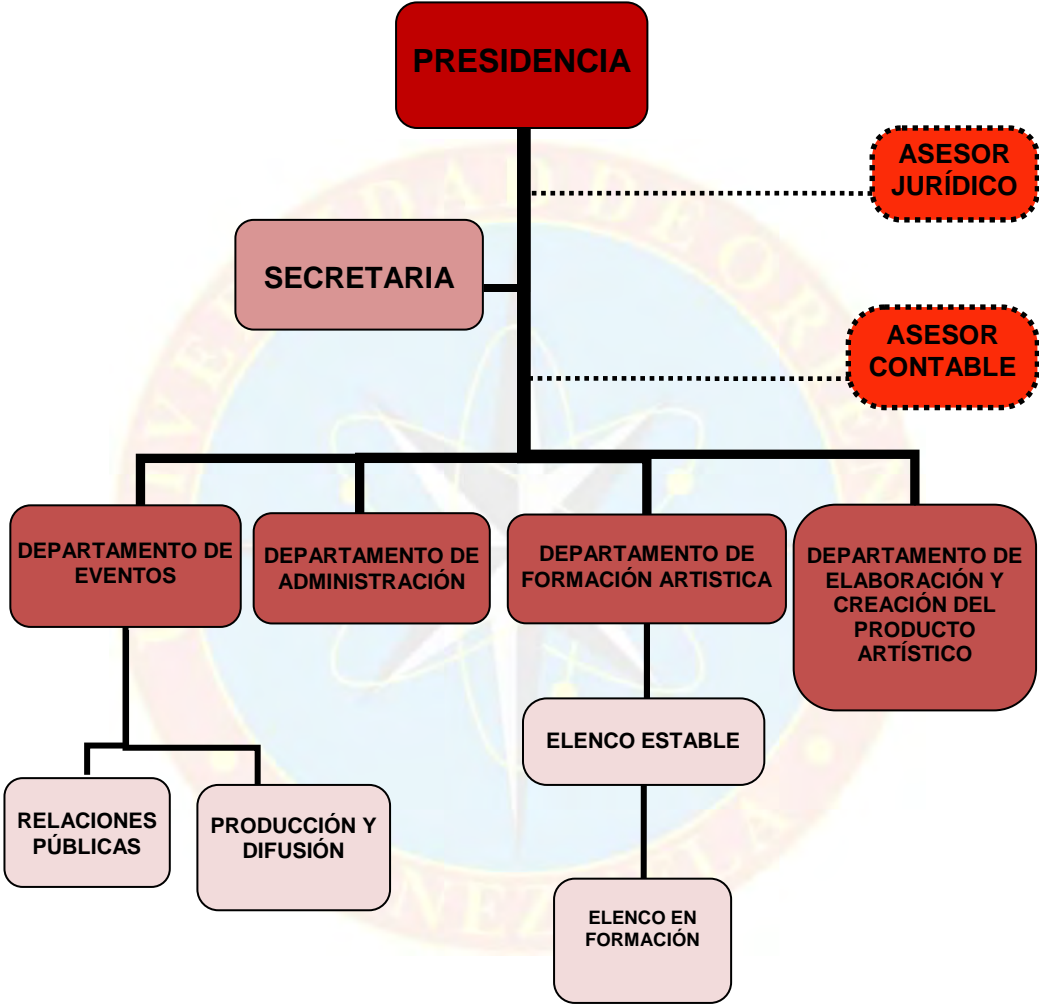 PRESIDENCIA
ASESOR
JURÍDICO
SECRETARIA
ASESOR
CONTABLE
DEPARTAMENTO DE
EVENTOS
DEPARTAMENTO DE
ADMINISTRACIÓN
DEPARTAMENTO DE
FORMACIÓN ARTISTICA
DEPARTAMENTO DE
ELABORACIÓN Y
CREACIÓN DEL
PRODUCTO
ARTÍSTICO
ELENCO ESTABLE
RELACIONES
PÚBLICAS
PRODUCCIÓN Y
DIFUSIÓN
ELENCO EN
FORMACIÓN